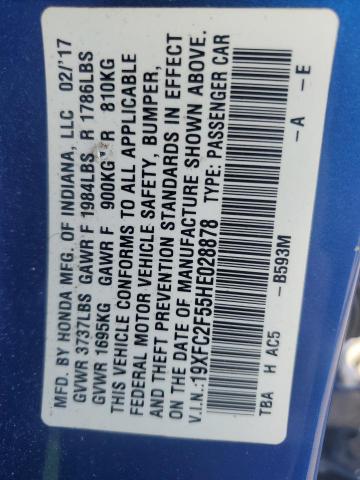 MFD. BY HONDA MFG. OF INDIANA, LLC 02/'17
GVWR 3737LBS GAWR F 1984LBS R 1786LBS
GVWR 1695KG GAWR F 900KG R 810KG
THIS VEHICLE CONFORMS TO ALL APPLICABLE
FEDERAL MOTOR VEHICLE SAFETY, BUMPER,
AND THEFT PREVENTION STANDARDS IN EFFECT
ON THE DATE OF MANUFACTURE SHOWN ABOVE.
V.I.N.:19XFC2F55HE028878 TYPE: PASSENGER CAR
TBA H AC5 -B593M -A -E